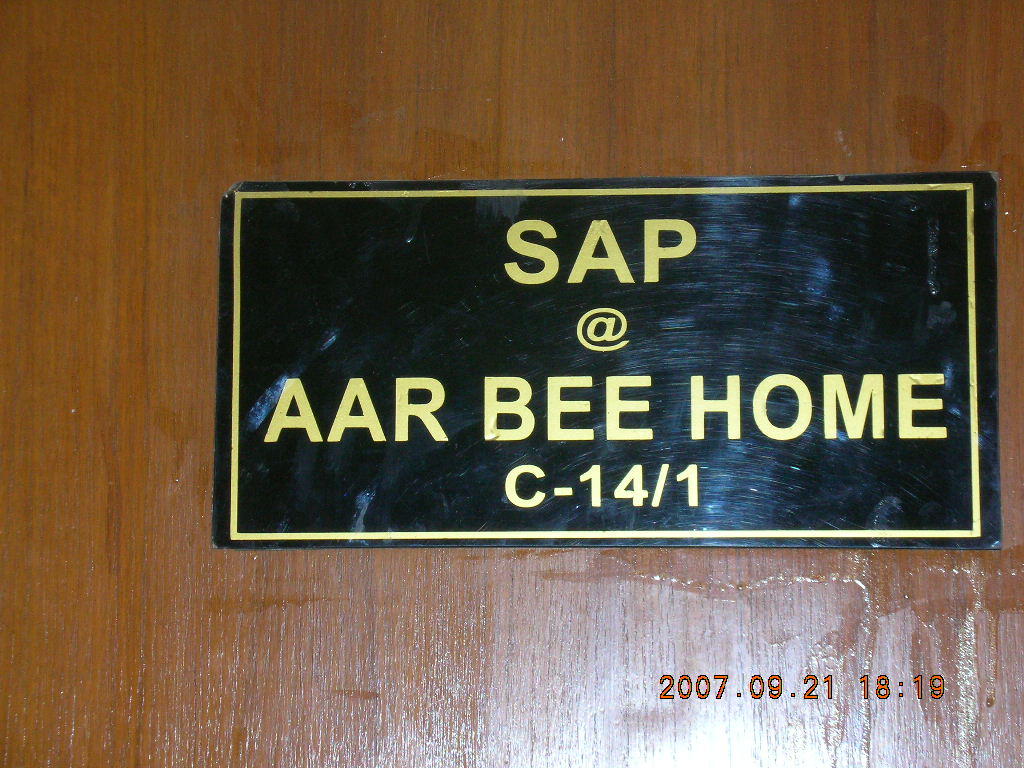 SAP
@
AAR BEE HOME
C-14/1
2007.09.21 18:19